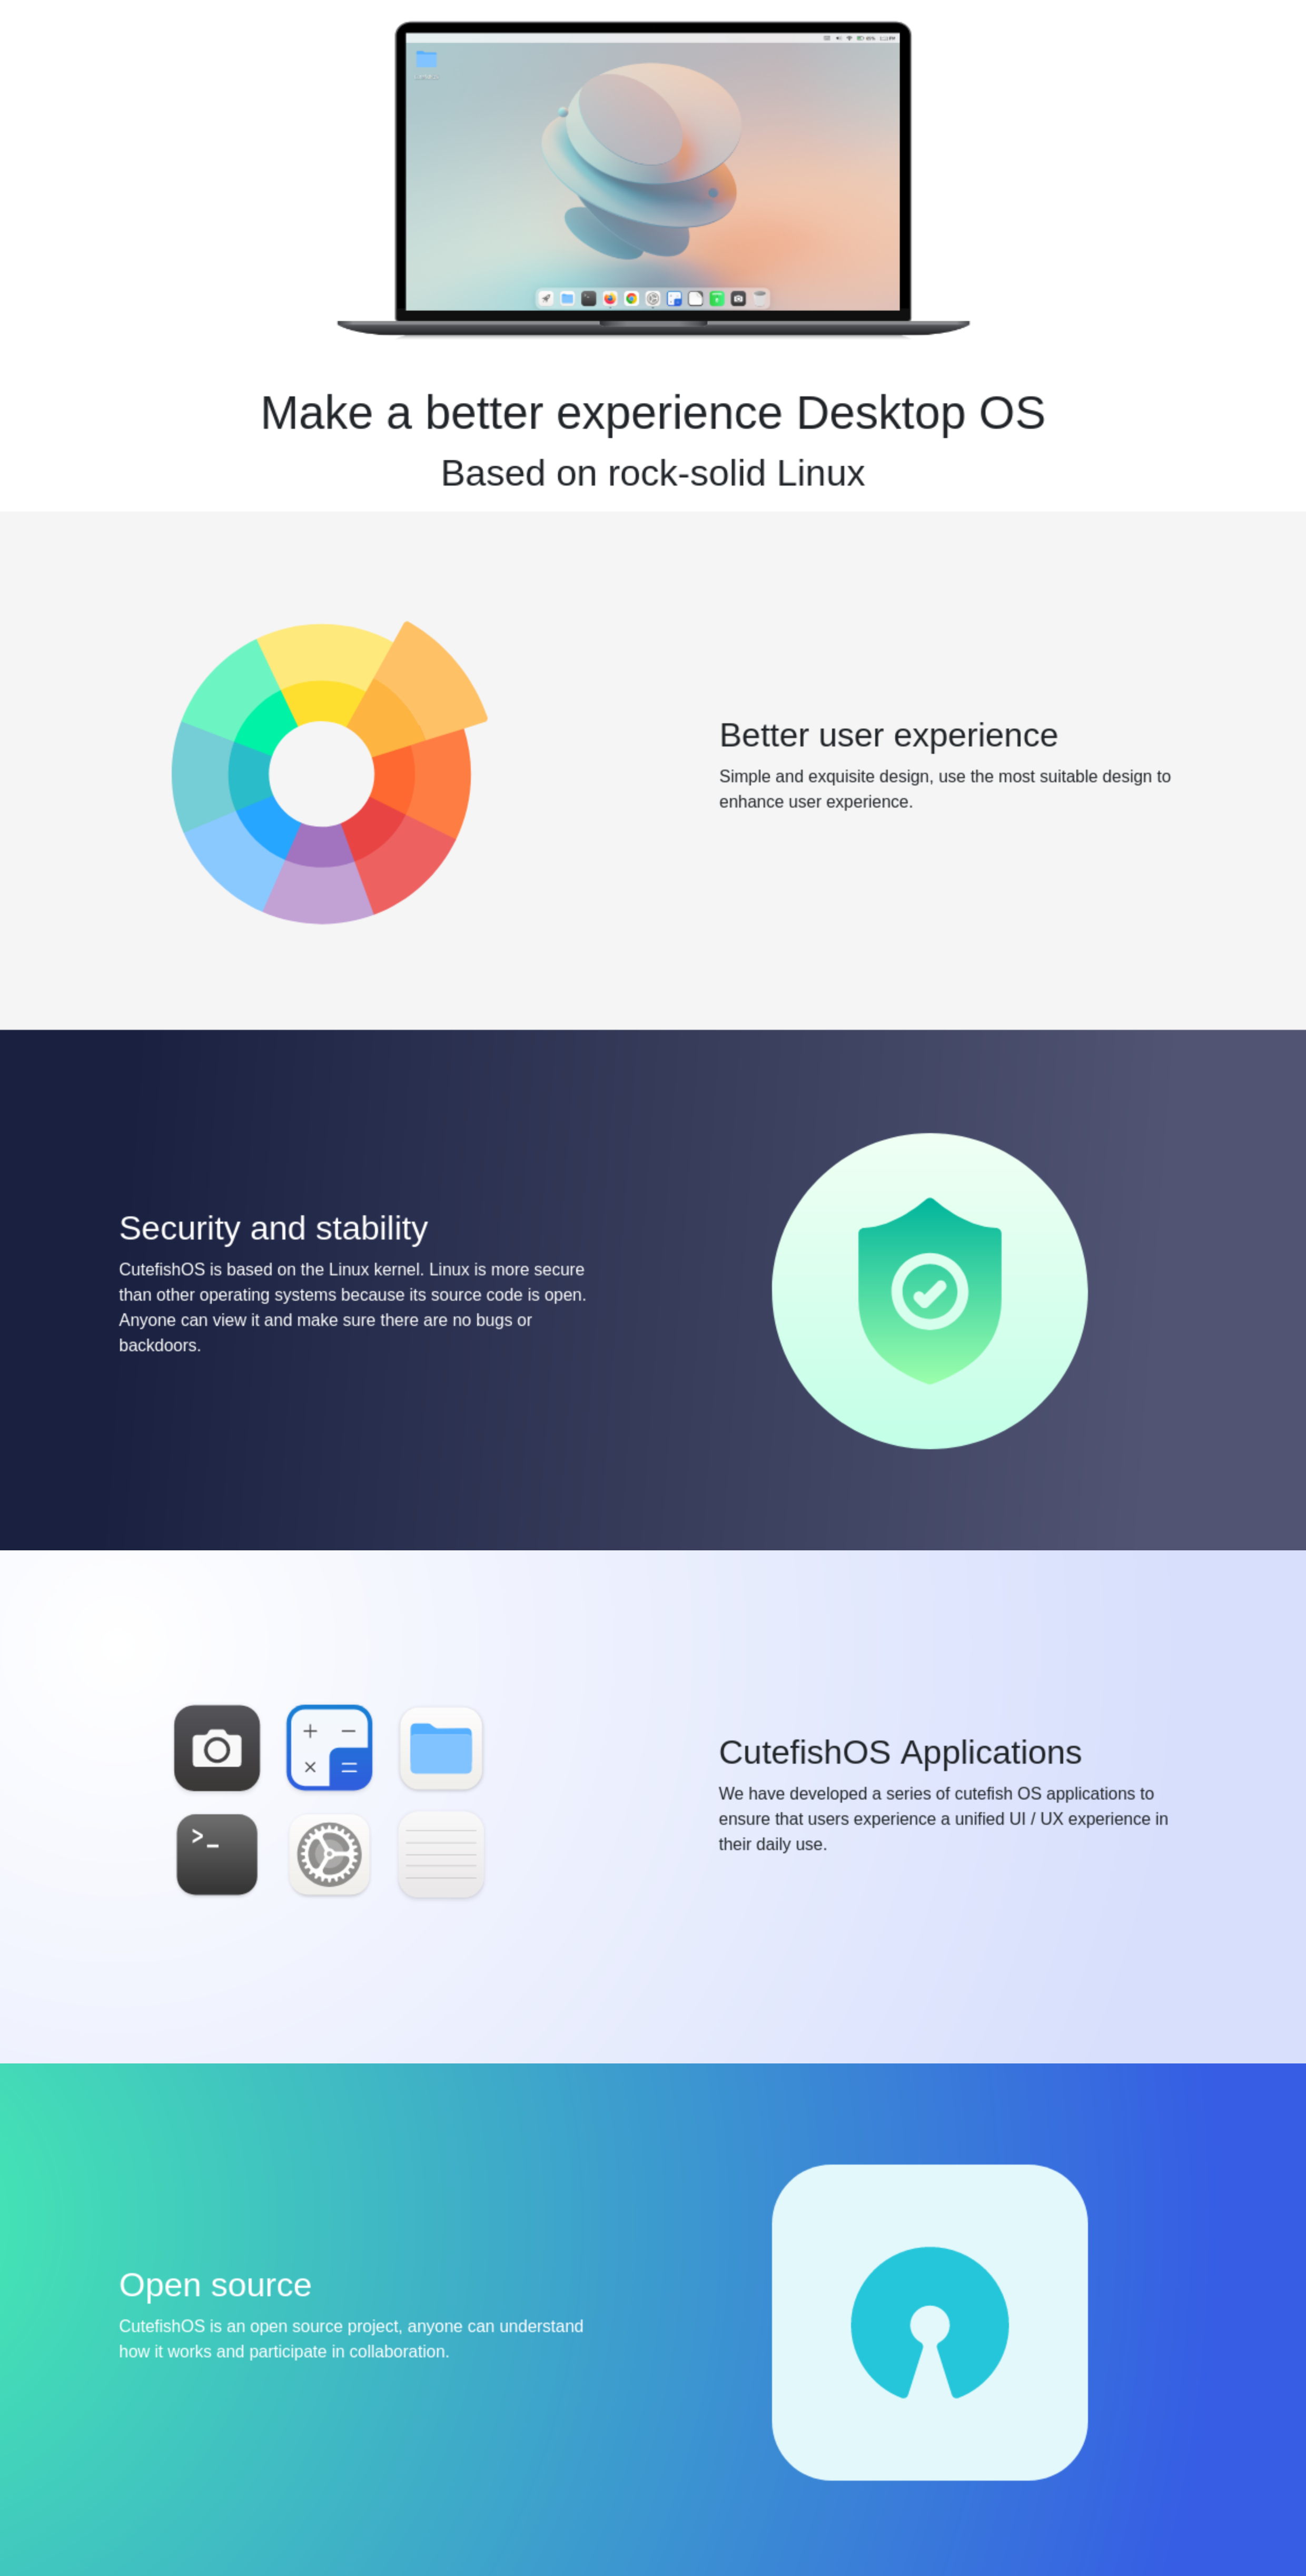 Make a better experience Desktop OS
Based on rock-solid Linux
Better user experience
Simple and exquisite design, use the most suitable design to
enhance user experience.
Security and stability
CutefishOS is based on the Linux kernel. Linux is more secure
than other operating systems because its source code is open.
Anyone can view it and make sure there are no bugs or
backdoors.
CutefishOS Applications
We have developed a series of cutefish OS applications to
ensure that users experience a unified UI / UX experience in
their daily use.
Open source
CutefishOS is an open source project, anyone can understand
how it works and participate in collaboration.